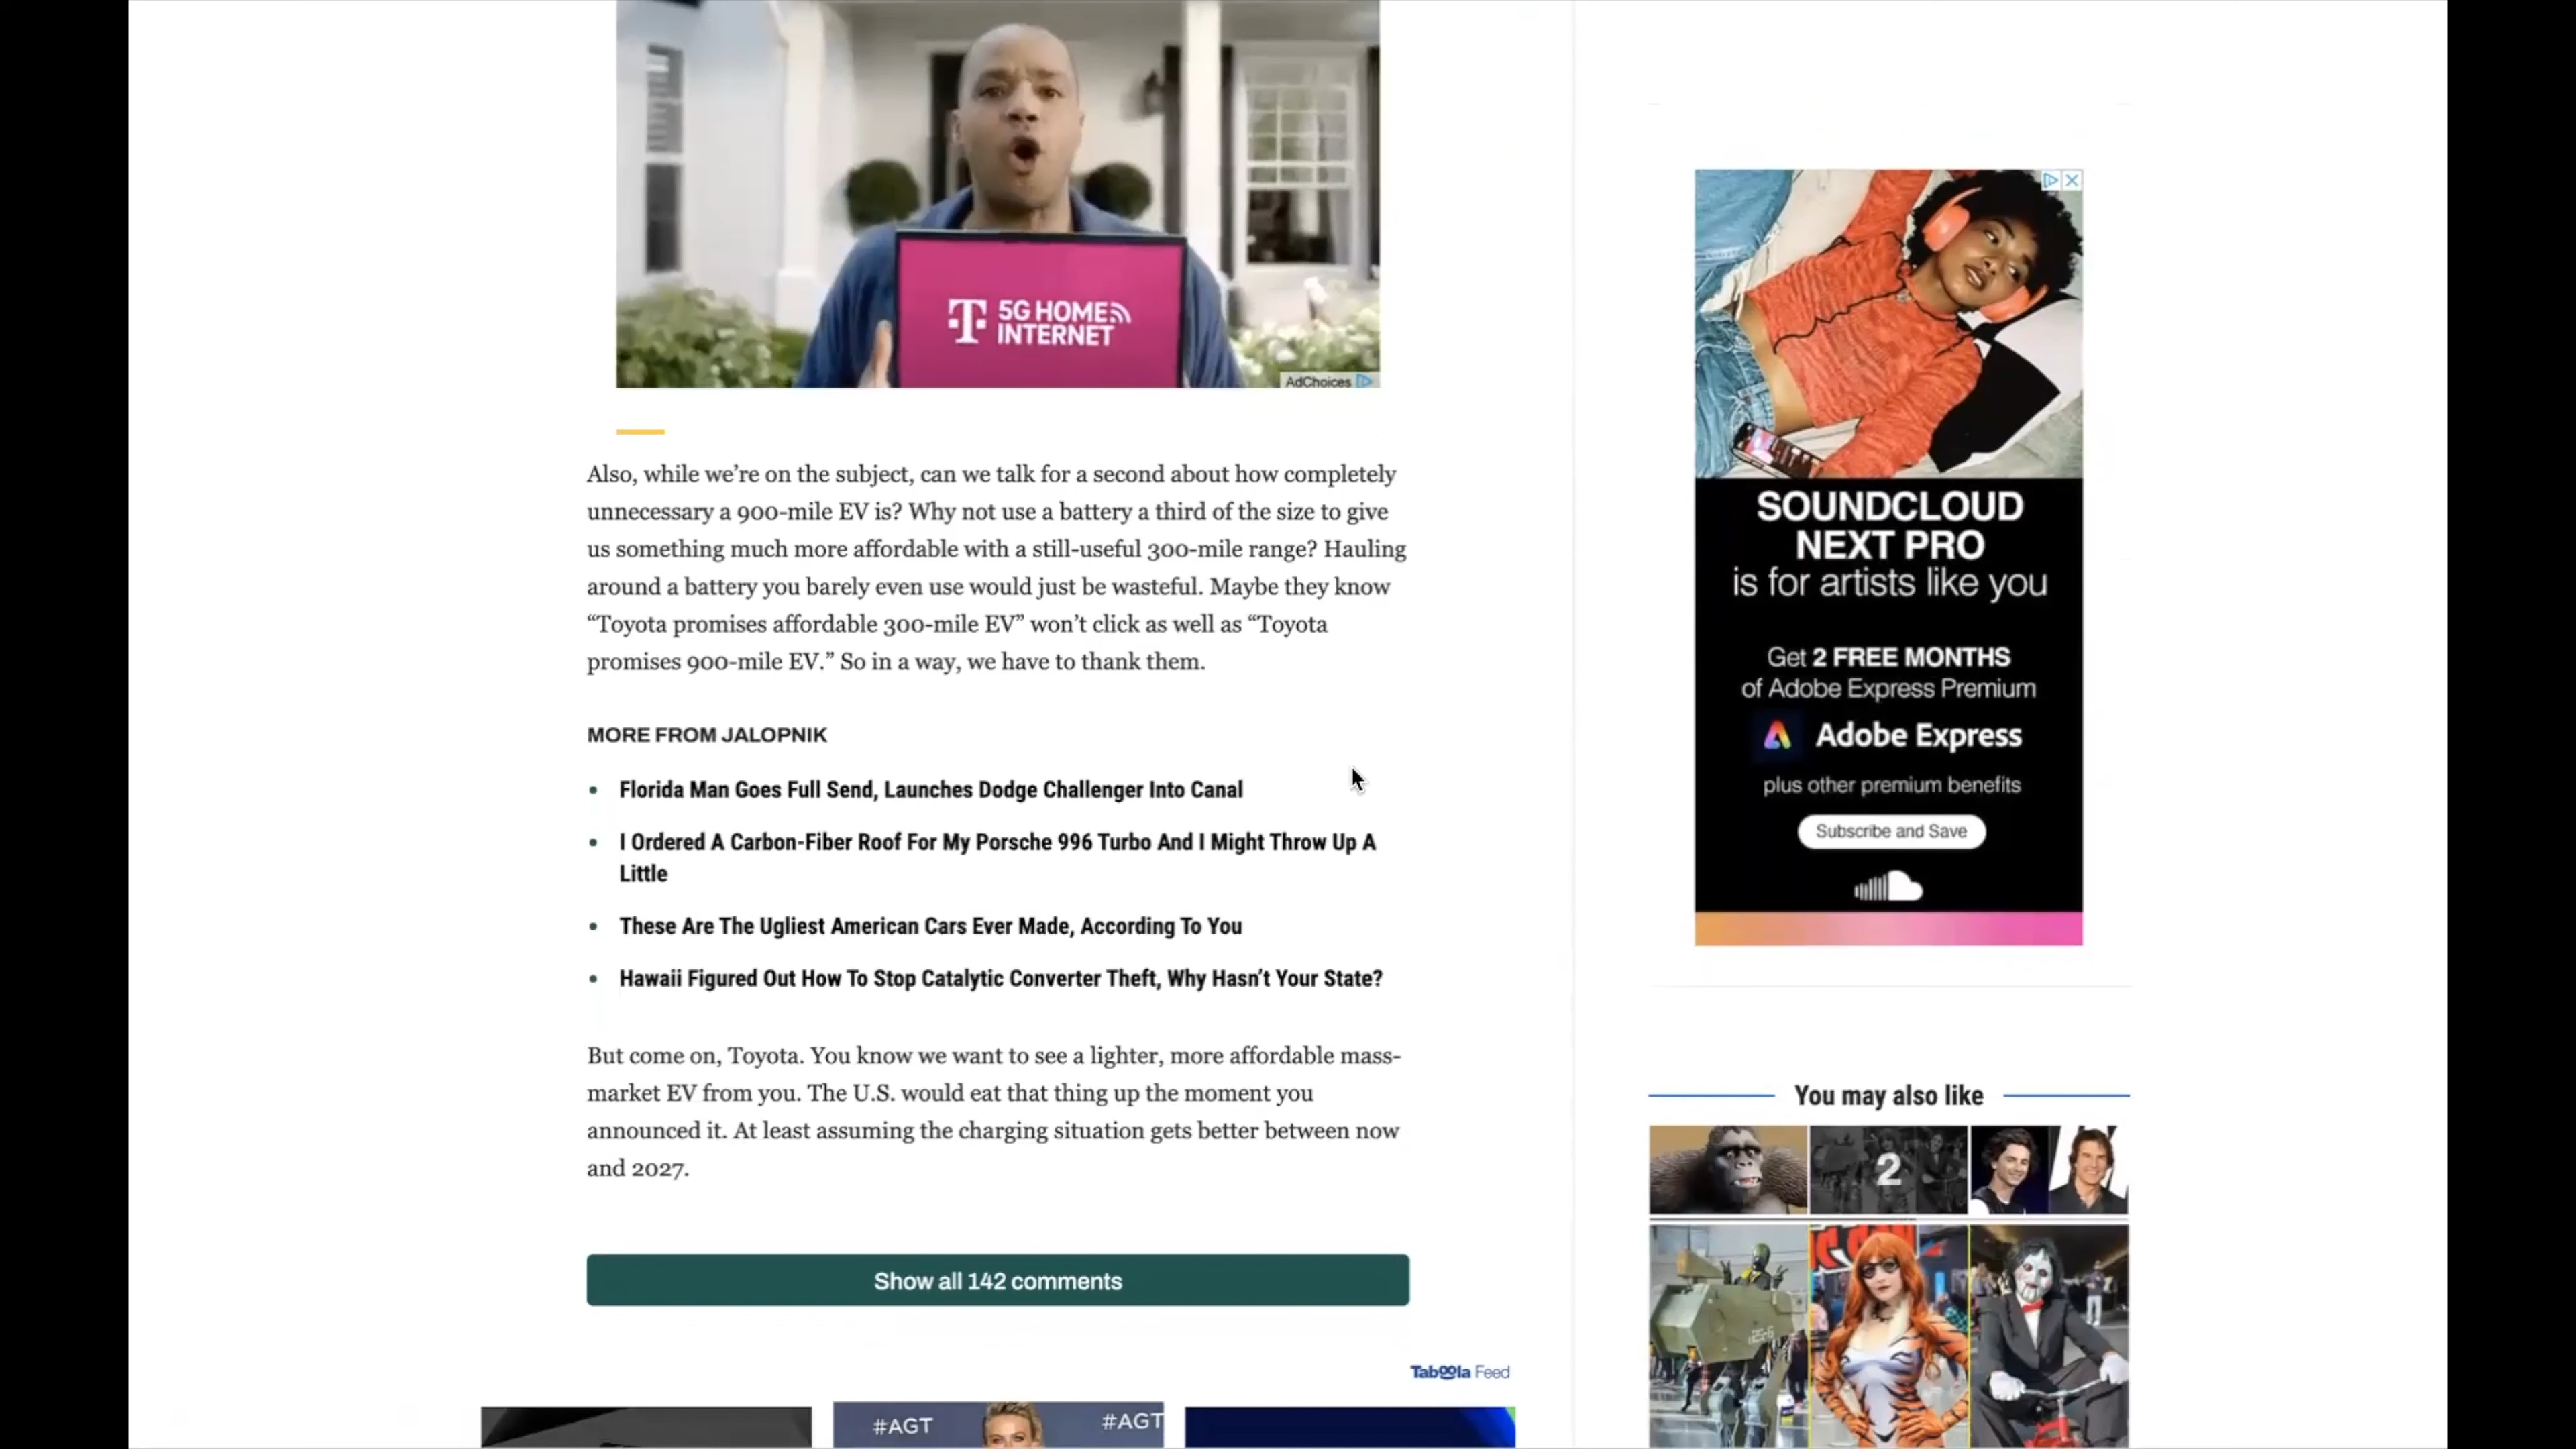 T 5G HOME
INTERNET
AdChoices
Also, while we’re on the subject, can we talk for a second about how completely
unnecessary a 900-mile EV is? Why not use a battery a third of the size to give
us something much more affordable with a still-useful 300-mile range? Hauling
around a battery you barely even use would just be wasteful. Maybe they know
“Toyota promises affordable 300-mile EV” won’t click as well as “Toyota
promises 900-mile EV.” So in a way, we have to thank them.
MORE FROM JALOPNIK
• Florida Man Goes Full Send, Launches Dodge Challenger Into Canal
• I Ordered A Carbon-Fiber Roof For My Porsche 996 Turbo And I Might Throw Up A
Little
• These Are The Ugliest American Cars Ever Made, According To You
• Hawaii Figured Out How To Stop Catalytic Converter Theft, Why Hasn’t Your State?
But come on, Toyota. You know we want to see a lighter, more affordable mass-
market EV from you. The U.S. would eat that thing up the moment you
announced it. At least assuming the charging situation gets better between now
and 2027.
Show all 142 comments
Taboola Feed
#AGT #AGT
SOUNDCLOUD
NEXT PRO
is for artists like you
Get 2 FREE MONTHS
of Adobe Express Premium
Adobe Express
plus other premium benefits
Subscribe and Save
You may also like
2